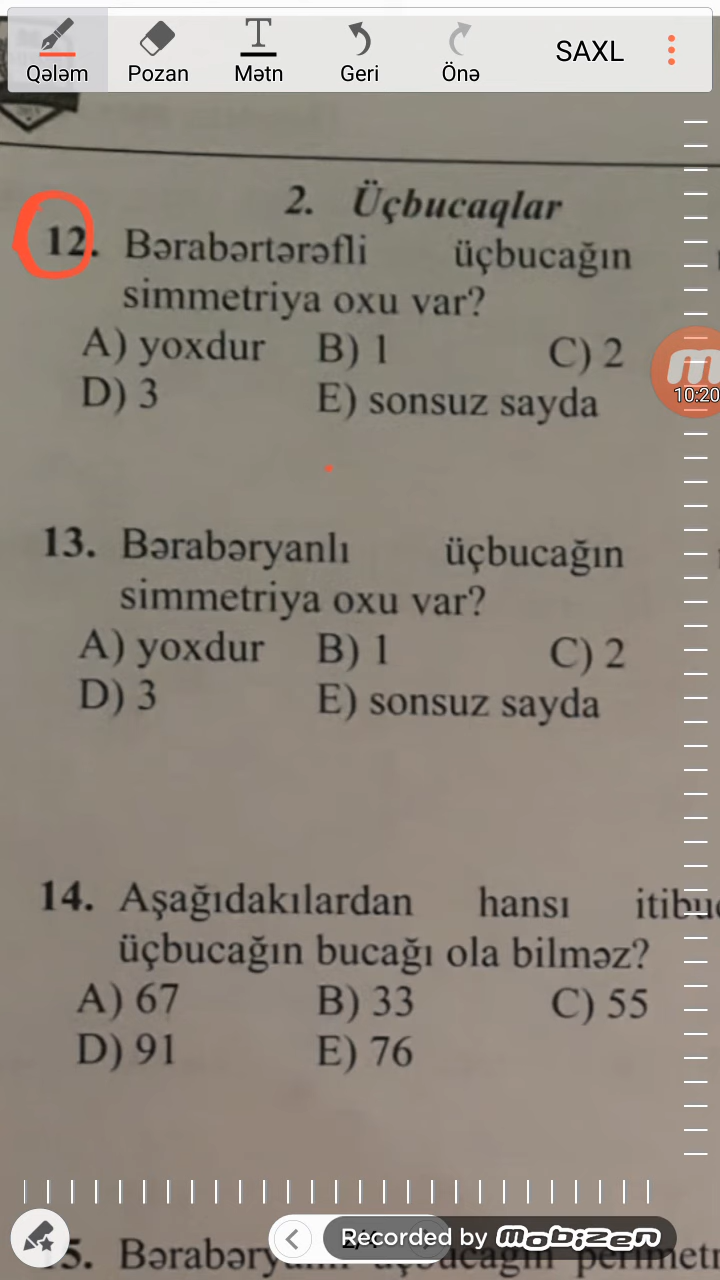 Qələm Pozan Mətn Geri Önə SAXL
2. Üçbucaqlar
12. Bərabərtərəfli üçbucağın
simmetriya oxu var?
A) yoxdur B) 1 C) 2
D) 3 E) sonsuz sayda
10:20
13. Bərabəryanlı üçbucağın
simmetriya oxu var?
A) yoxdur B) 1 C) 2
D) 3 E) sonsuz sayda
14. Aşağıdakılardan hansı itibuc
üçbucağın bucağı ola bilməz?
A) 67 B) 33 C) 55
D) 91 E) 76
Recorded by mobizen